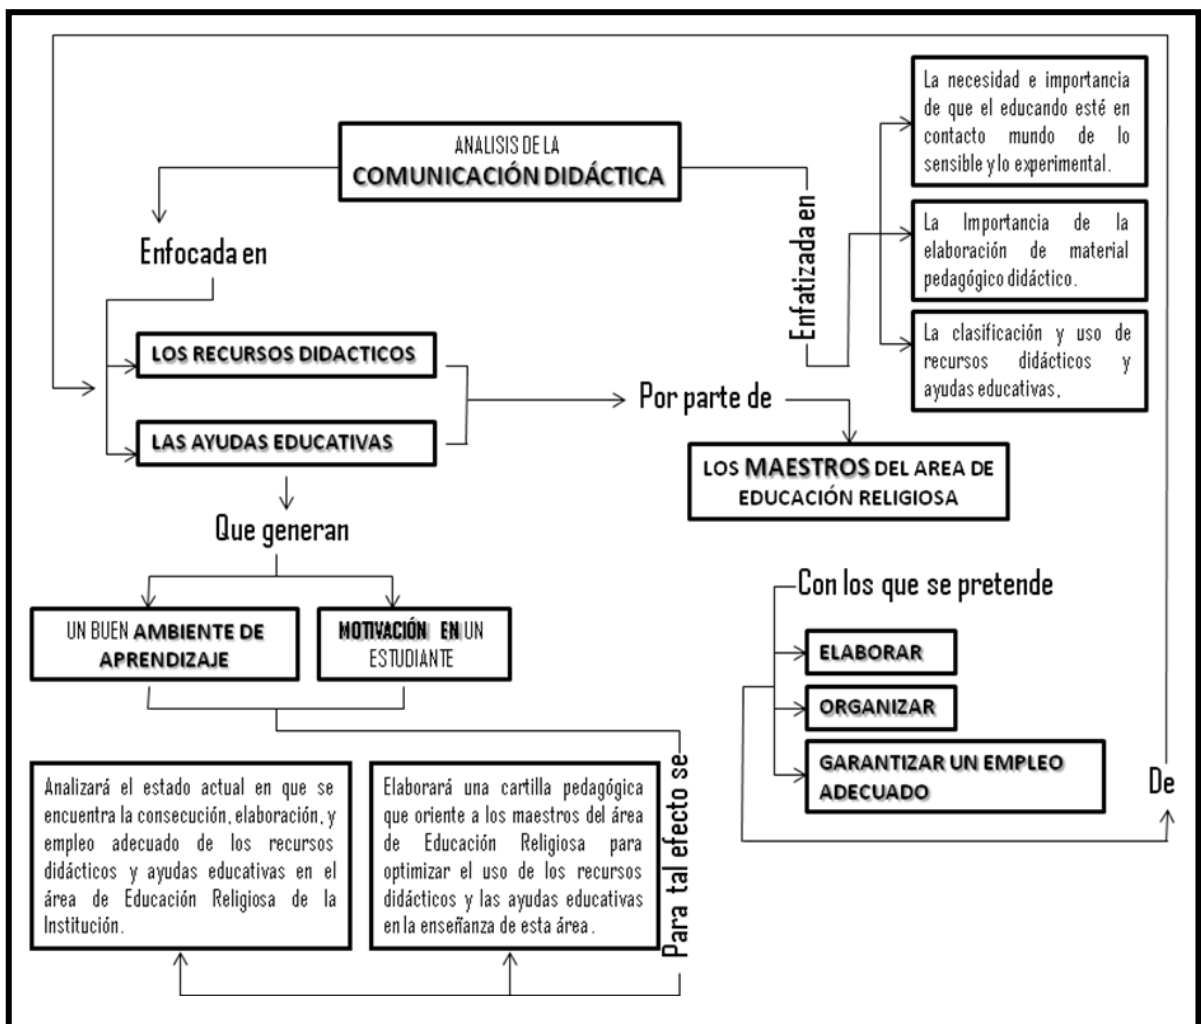 ANALISIS DE LA
COMUNICACIÓN DIDÁCTICA
Enfocada en
LOS RECURSOS DIDACTICOS
LAS AYUDAS EDUCATIVAS
Enfatizada en
La necesidad e importancia
de que el educando esté en
contacto mundo de lo
sensible y lo experimental.
La Importancia de la
elaboración de material
pedagógico didáctico.
La clasificación y uso de
recursos didácticos y
ayudas educativas.
Por parte de
LOS MAESTROS DEL AREA DE
EDUCACIÓN RELIGIOSA
Que generan
UN BUEN AMBIENTE DE
APRENDIZAJE
MOTIVACIÓN EN UN
ESTUDIANTE
Con los que se pretende
ELABORAR
ORGANIZAR
GARANTIZAR UN EMPLEO
ADECUADO
De
Para tal efecto se
Analizará el estado actual en que se
encuentra la consecución, elaboración, y
empleo adecuado de los recursos
didácticos y ayudas educativas en el
área de Educación Religiosa de la
Institución.
Elaborará una cartilla pedagógica
que oriente a los maestros del área
de Educación Religiosa para
optimizar el uso de los recursos
didácticos y las ayudas educativas
en la enseñanza de esta área.